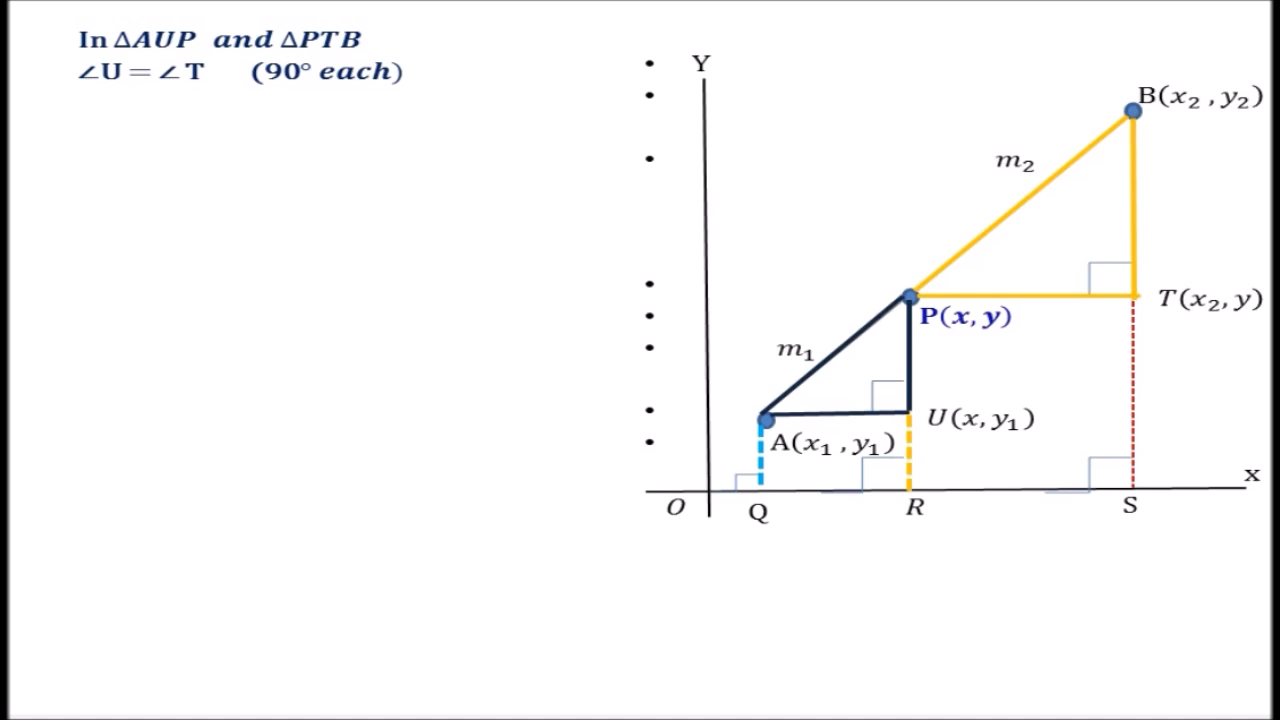 In ΔAUP and ΔPTB
∠U = ∠T (90° each)
Y
B(x₂ , y₂)
m₂
T(x₂, y)
P(x, y)
m₁
U(x, y₁)
A(x₁ , y₁)
X
O
Q
R
S